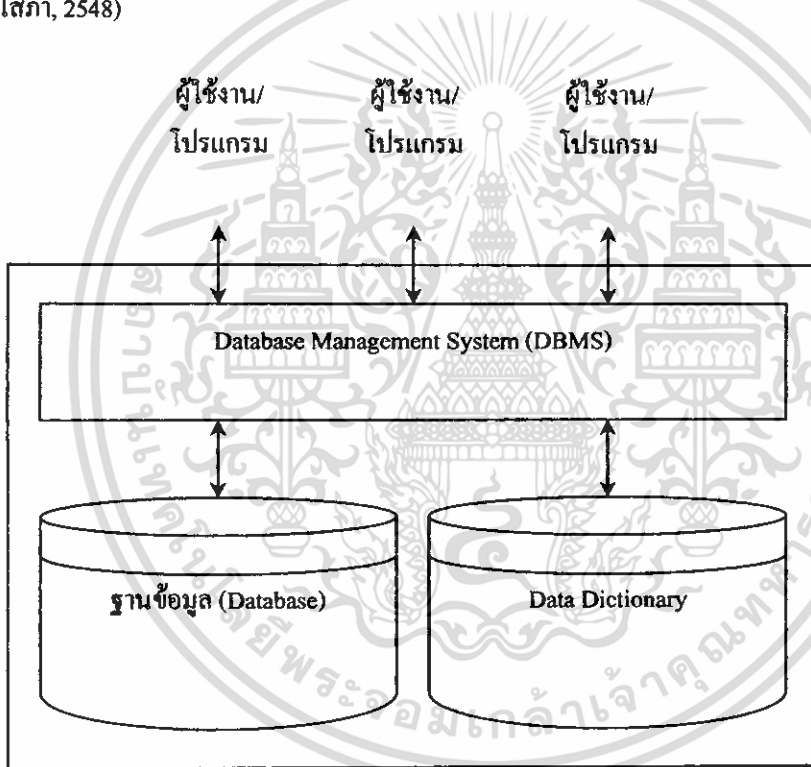 โสภา, 2548)
ผู้ใช้งาน/ ผู้ใช้งาน/ ผู้ใช้งาน/
โปรแกรม โปรแกรม โปรแกรม
Database Management System (DBMS)
ฐานข้อมูล (Database) Data Dictionary